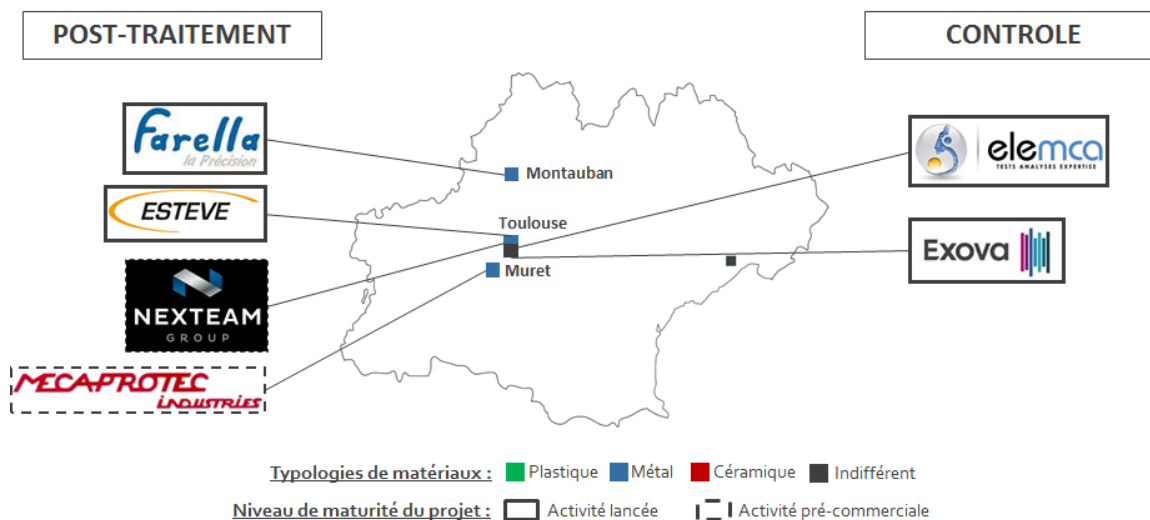 POST-TRAITEMENT
CONTROLE
Farella
la Précision
ESTEVE
NEXTEAM
GROUP
MECAPROTEC
INDUSTRIES
Montauban
Toulouse
Muret
elemca
TESTS ANALYSES EXPERTISE
Exova
Typologies de matériaux : Plastique Métal Céramique Indifférent
Niveau de maturité du projet : Activité lancée Activité pré-commerciale